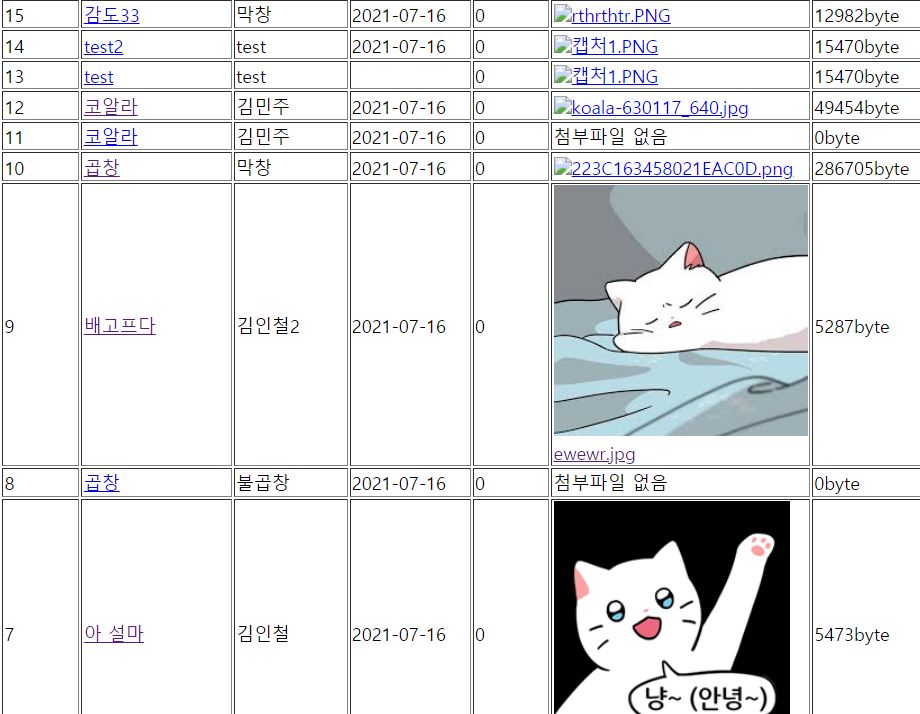 15 감도33 막창 2021-07-16 0 rthrthtr.PNG 12982byte
14 test2 test 2021-07-16 0 캡처1.PNG 15470byte
13 test test 0 캡처1.PNG 15470byte
12 코알라 김민주 2021-07-16 0 koala-630117_640.jpg 49454byte
11 코알라 김민주 2021-07-16 0 첨부파일 없음 0byte
10 곱창 막창 2021-07-16 0 223C163458021EAC0D.png 286705byte
9 배고프다 김인철2 2021-07-16 0 5287byte
ewewr.jpg
8 곱창 불곱창 2021-07-16 0 첨부파일 없음 0byte
7 아 설마 김인철 2021-07-16 0 5473byte
냥~ (안녕~)